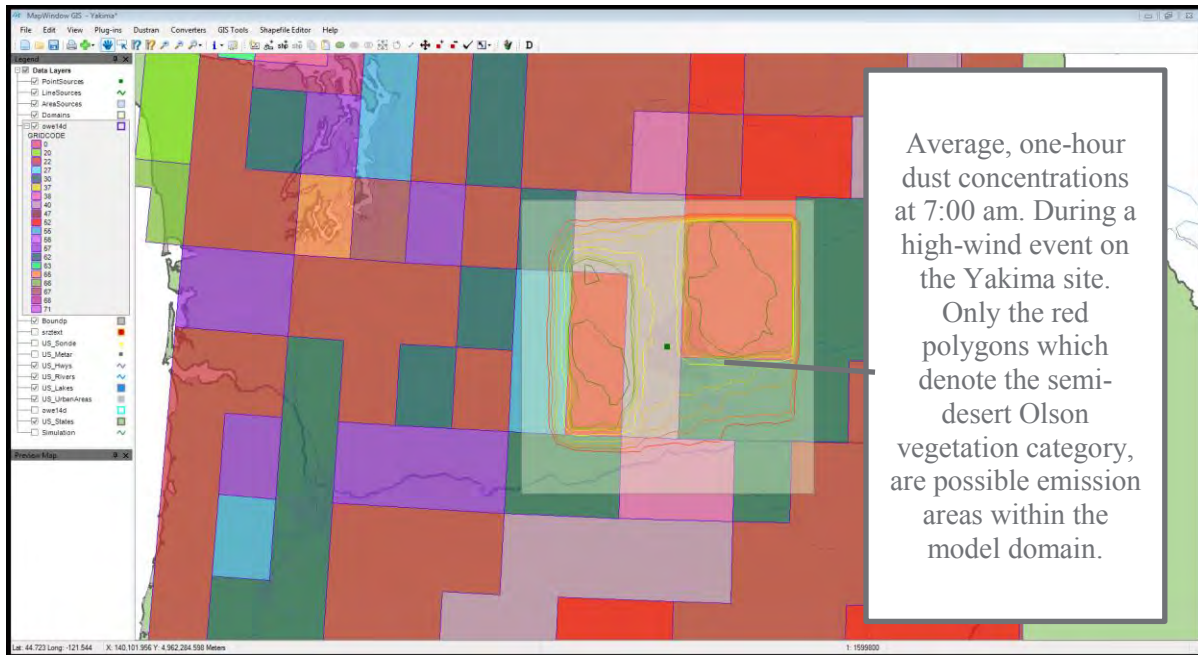 MapWindow GIS - Yakima*
File Edit View Plug-ins Dustran Converters GIS Tools Shapefile Editor Help
D
Legend
Data Layers
PointSources
LineSources
AreaSources
Domains
owe14d
GRIDCODE
0
20
22
27
30
37
38
40
47
52
55
56
57
62
63
65
66
67
68
71
Boundp
srztext
US_Sonde
US_Metar
US_Hwys
US_Rivers
US_Lakes
US_UrbanAreas
owe14d
US_States
Simulation
Preview Map
Average, one-hour
dust concentrations
at 7:00 am. During a
high-wind event on
the Yakima site.
Only the red
polygons which
denote the semi-
desert Olson
vegetation category,
are possible emission
areas within the
model domain.
Lat: 44.723 Long: -121.544 X: 140,101.956 Y: 4,962,284.598 Meters
1: 1599800